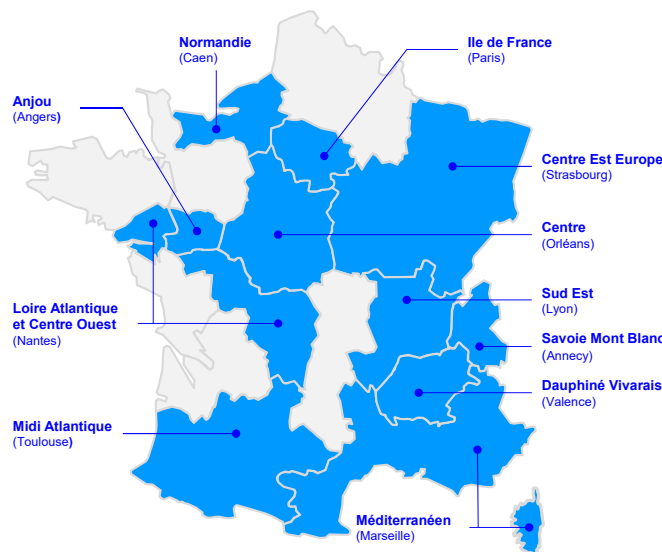 Normandie
(Caen)
Ile de France
(Paris)
Anjou
(Angers)
Centre Est Europe
(Strasbourg)
Centre
(Orléans)
Sud Est
(Lyon)
Loire Atlantique
et Centre Ouest
(Nantes)
Savoie Mont Blanc
(Annecy)
Dauphiné Vivarais
(Valence)
Midi Atlantique
(Toulouse)
Méditerranéen
(Marseille)